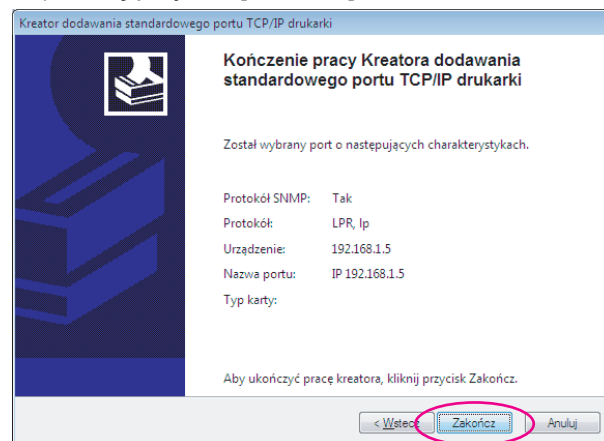 Kreator dodawania standardowego portu TCP/IP drukarki
Kończenie pracy Kreatora dodawania
standardowego portu TCP/IP drukarki
Został wybrany port o następujących charakterystykach.
Protokół SNMP: Tak
Protokół: LPR, lp
Urządzenie: 192.168.1.5
Nazwa portu: IP 192.168.1.5
Typ karty:
Aby ukończyć pracę kreatora, kliknij przycisk Zakończ.
< Wstecz Zakończ Anuluj